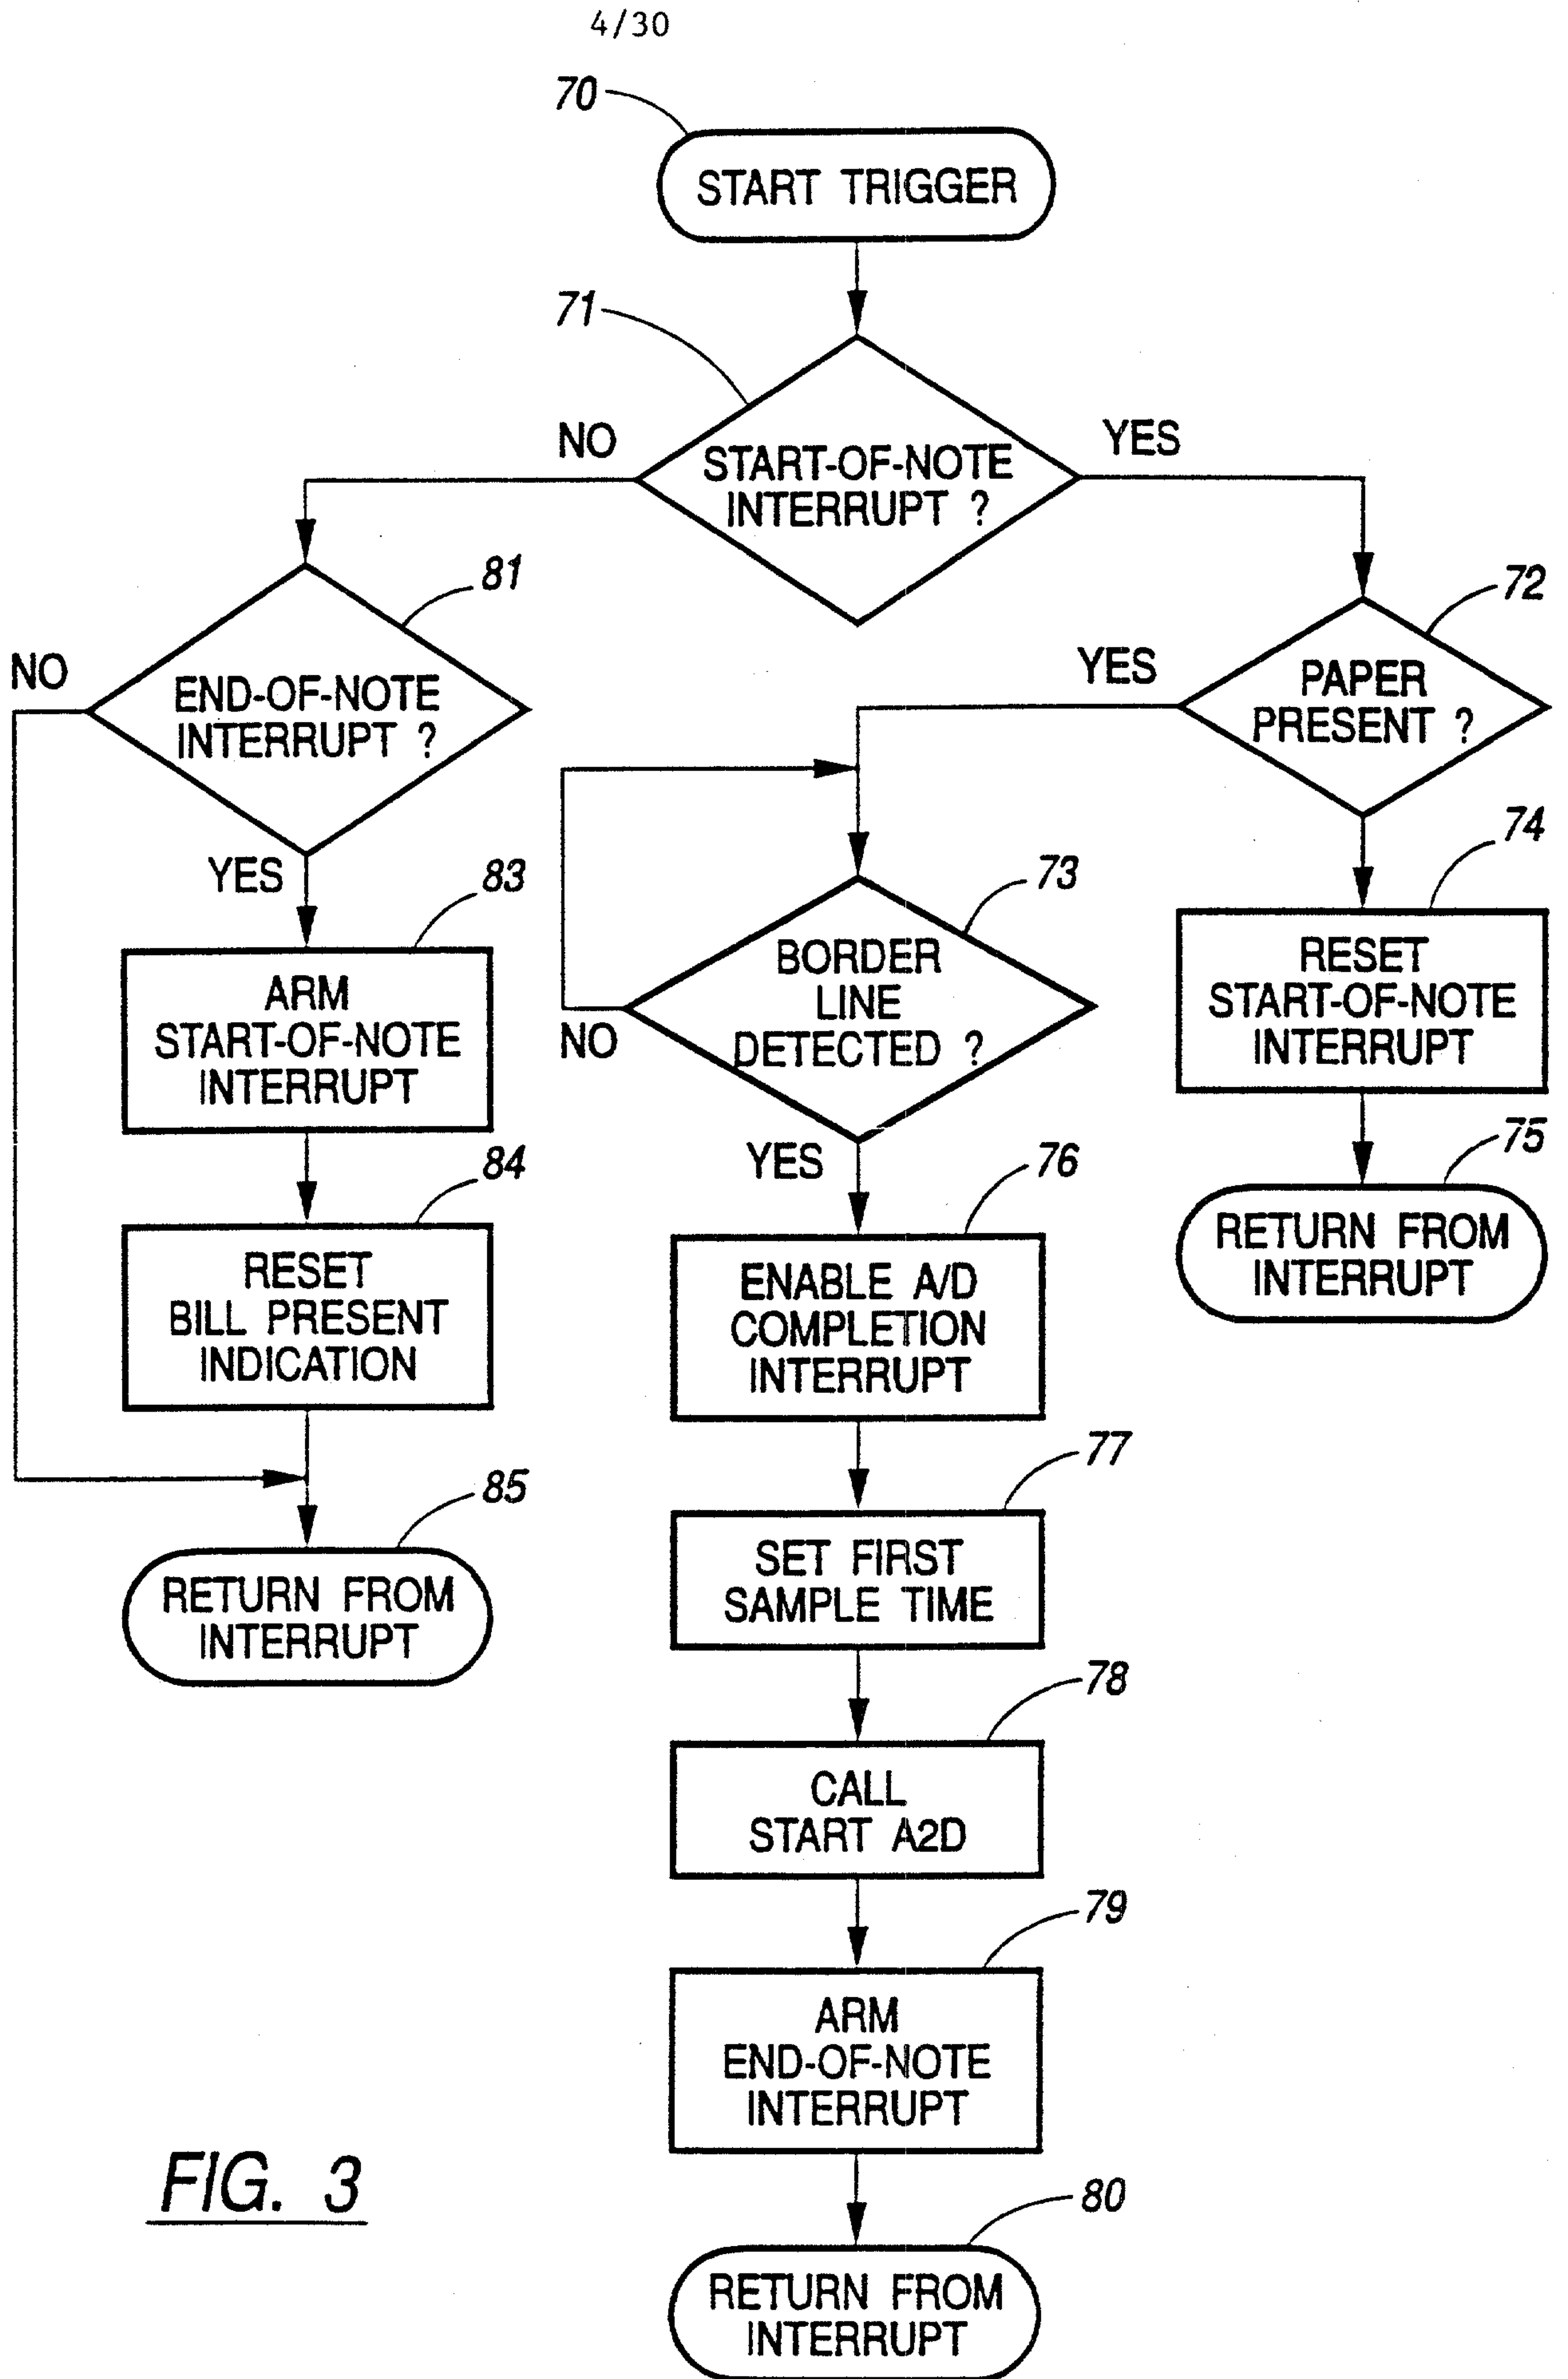 4/30
70
START TRIGGER
71
NO
YES
START-OF-NOTE
INTERRUPT ?
81
72
NO
YES
END-OF-NOTE
INTERRUPT ?
PAPER
PRESENT ?
YES
83
73
74
ARM
START-OF-NOTE
INTERRUPT
BORDER
LINE
DETECTED ?
NO
RESET
START-OF-NOTE
INTERRUPT
YES
84
76
75
RESET
BILL PRESENT
INDICATION
ENABLE A/D
COMPLETION
INTERRUPT
RETURN FROM
INTERRUPT
85
77
RETURN FROM
INTERRUPT
SET FIRST
SAMPLE TIME
78
CALL
START A2D
79
ARM
END-OF-NOTE
INTERRUPT
FIG. 3
80
RETURN FROM
INTERRUPT